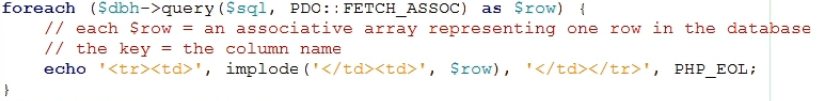 foreach ($dbh->query($sql, PDO::FETCH_ASSOC) as $row) {
    // each $row = an associative array representing one row in the database
    // the key = the column name
    echo '<tr><td>', implode('</td><td>', $row), '</td></tr>', PHP_EOL;
}